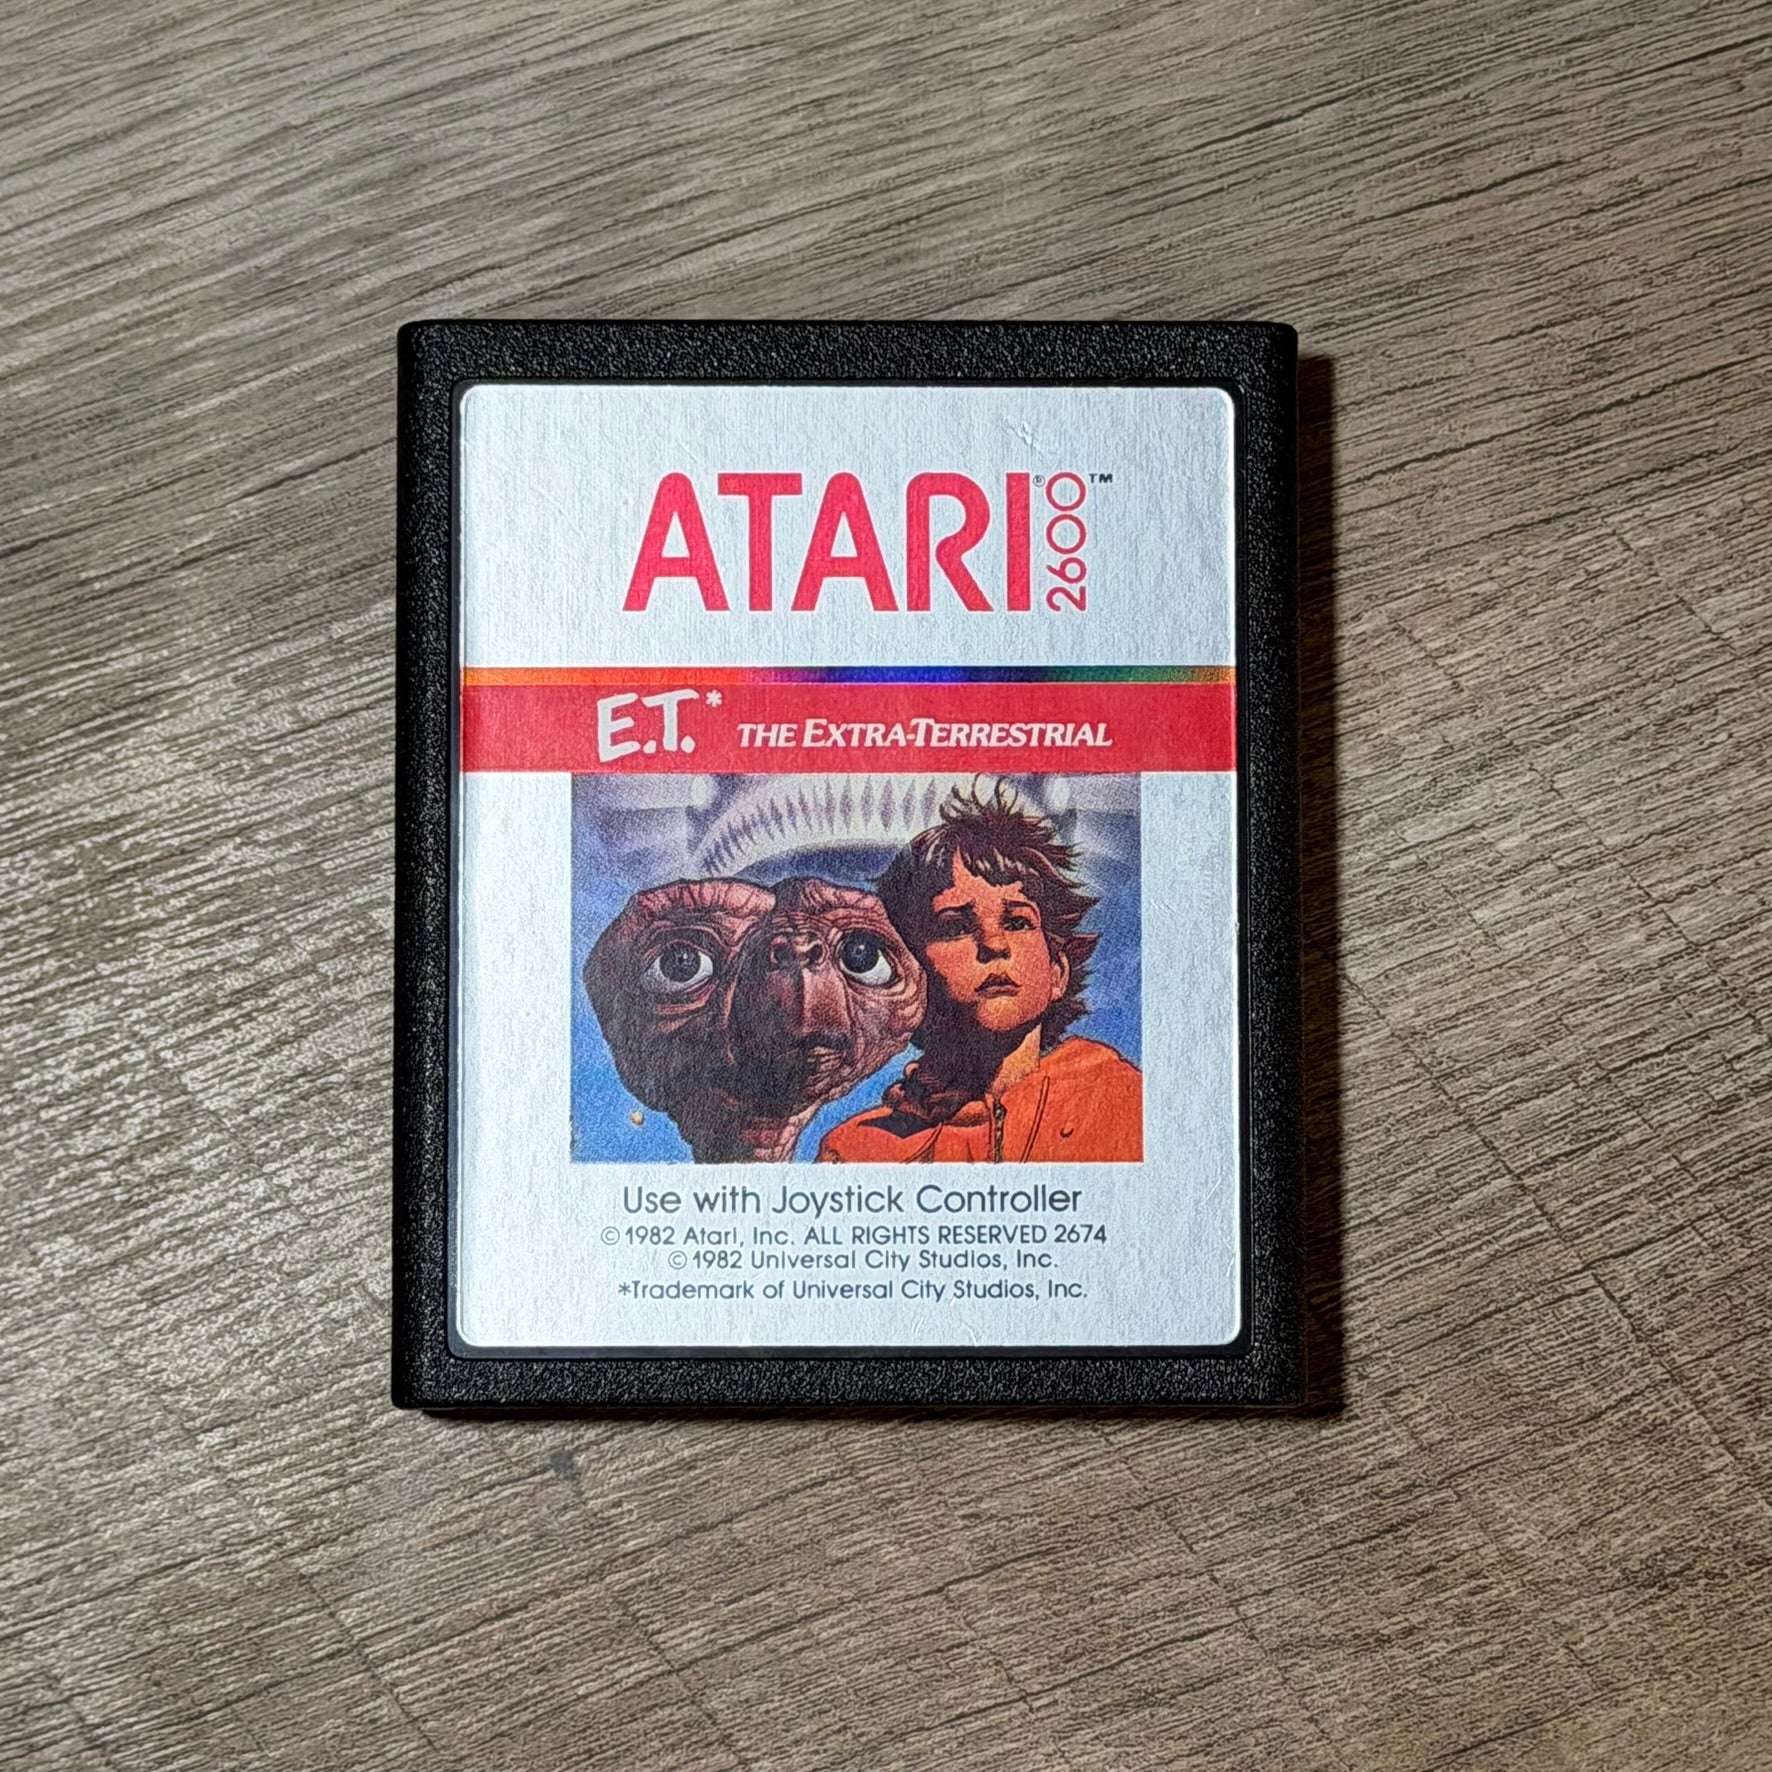 ATARI® 2600™
E.T.* THE EXTRA-TERRESTRIAL
Use with Joystick Controller
© 1982 Atari, Inc. ALL RIGHTS RESERVED 2674
© 1982 Universal City Studios, Inc.
*Trademark of Universal City Studios, Inc.